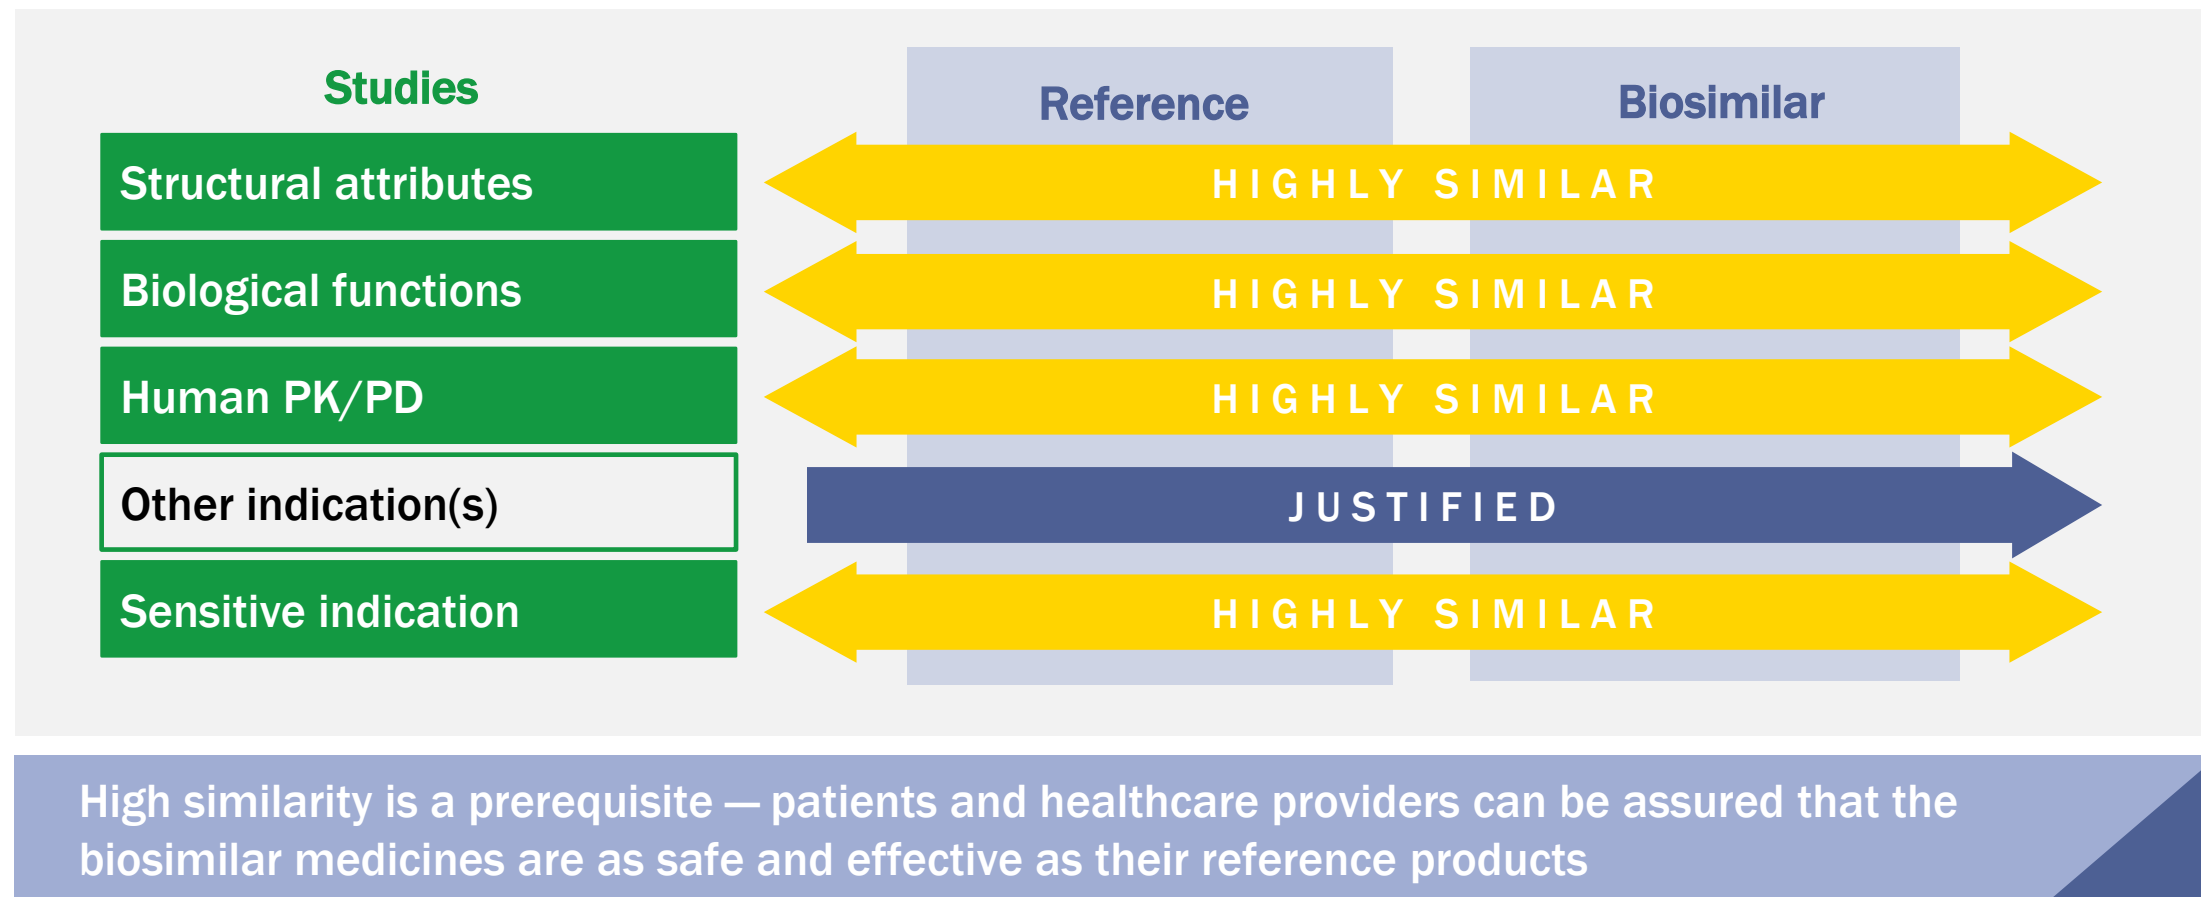 Studies
Reference
Biosimilar
Structural attributes
HIGHLY SIMILAR
Biological functions
HIGHLY SIMILAR
Human PK/PD
HIGHLY SIMILAR
Other indication(s)
JUSTIFIED
Sensitive indication
HIGHLY SIMILAR
High similarity is a prerequisite — patients and healthcare providers can be assured that the
biosimilar medicines are as safe and effective as their reference products